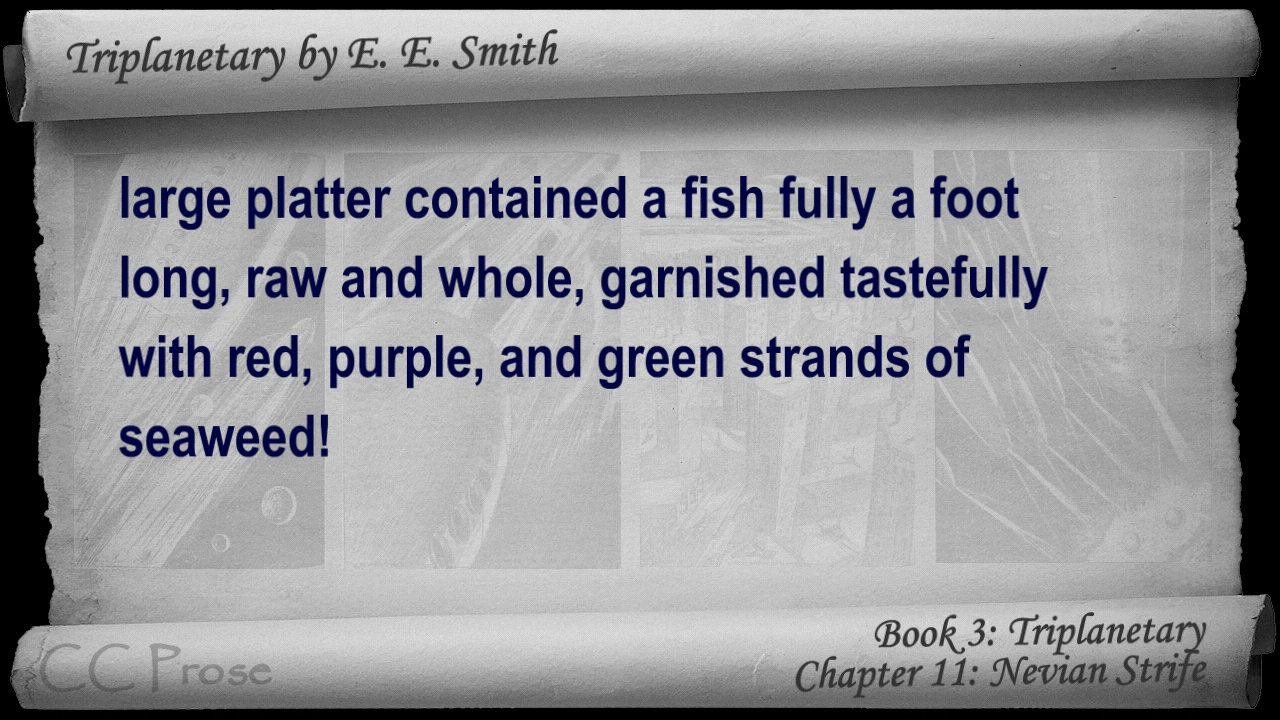 Triplanetary by E. E. Smith
large platter contained a fish fully a foot
long, raw and whole, garnished tastefully
with red, purple, and green strands of
seaweed!
Book 3: Triplanetary
Chapter 11: Nevian Strife
CC Prose